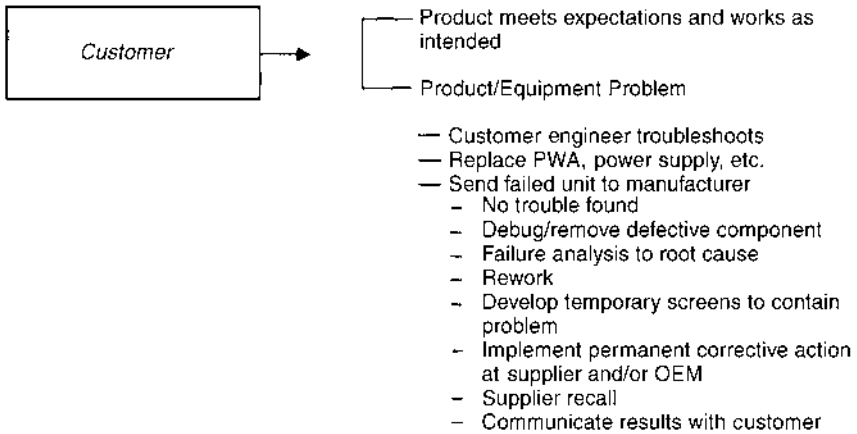 Customer
Product meets expectations and works as
intended
Product/Equipment Problem
— Customer engineer troubleshoots
— Replace PWA, power supply, etc.
— Send failed unit to manufacturer
– No trouble found
– Debug/remove defective component
– Failure analysis to root cause
– Rework
– Develop temporary screens to contain
problem
– Implement permanent corrective action
at supplier and/or OEM
– Supplier recall
– Communicate results with customer